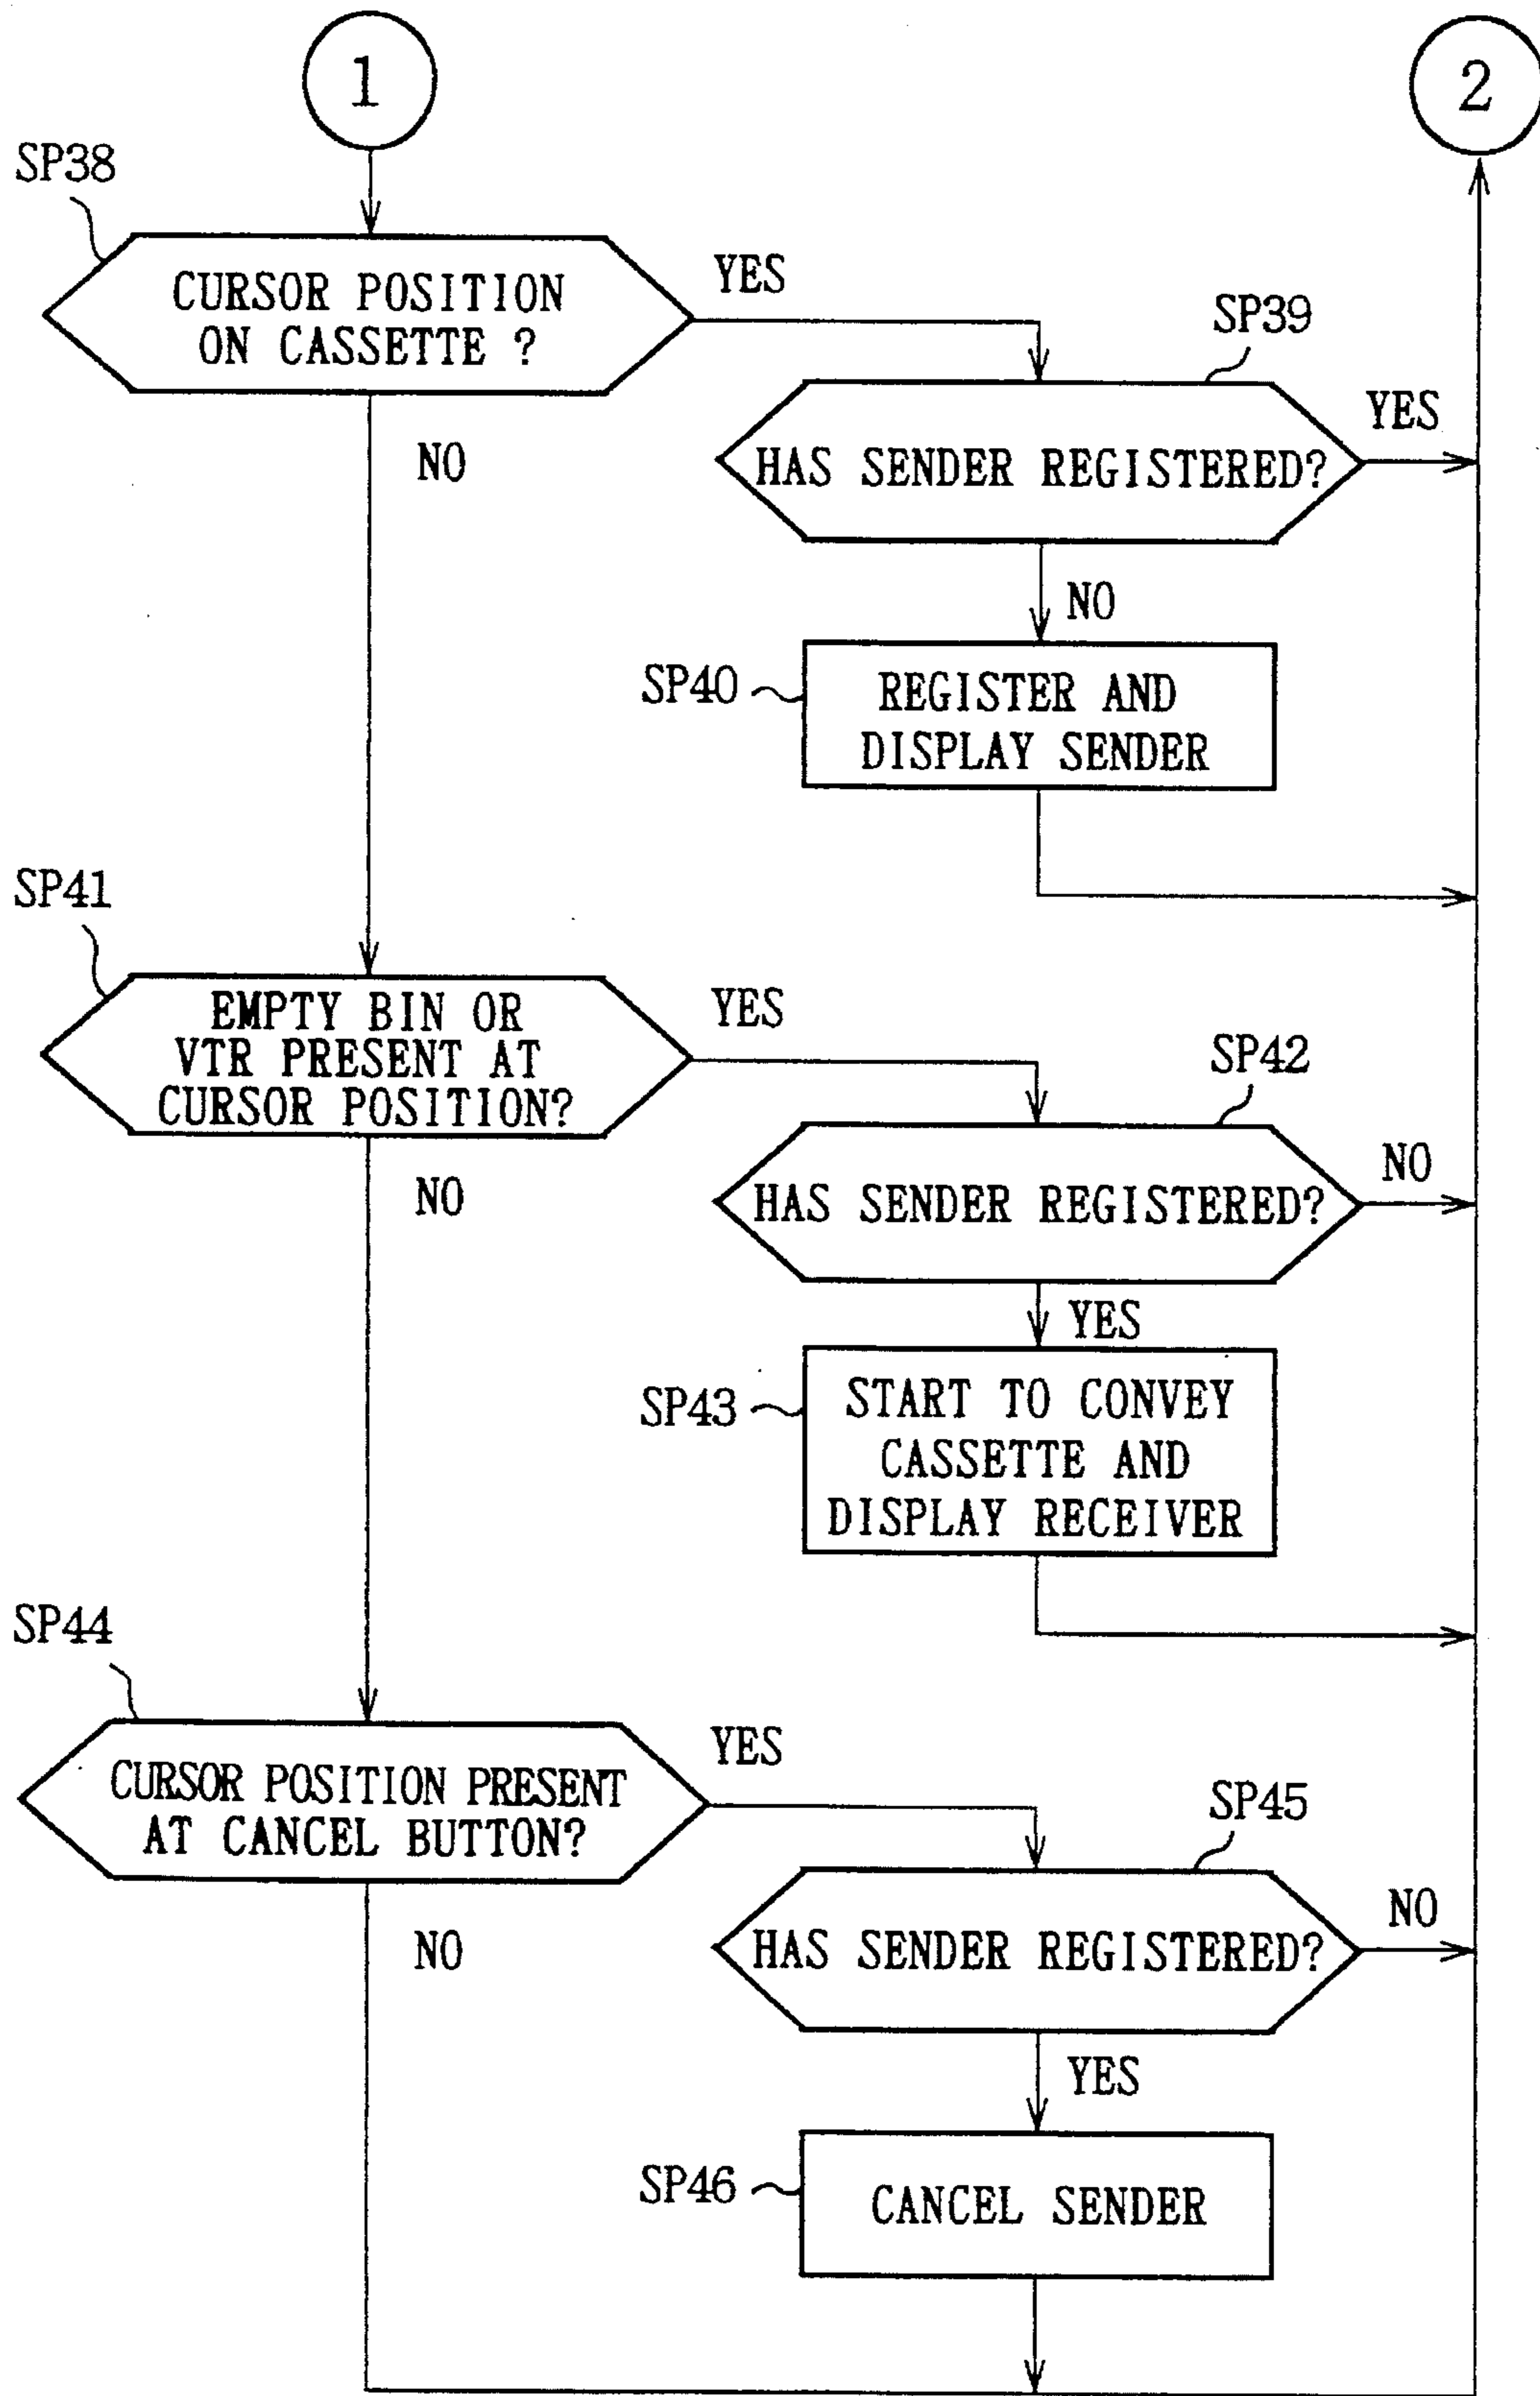 1
2
SP38
CURSOR POSITION
ON CASSETTE ?
YES
NO
SP39
HAS SENDER REGISTERED?
YES
NO
SP40
REGISTER AND
DISPLAY SENDER
SP41
EMPTY BIN OR
VTR PRESENT AT
CURSOR POSITION?
YES
NO
SP42
HAS SENDER REGISTERED?
NO
YES
SP43
START TO CONVEY
CASSETTE AND
DISPLAY RECEIVER
SP44
CURSOR POSITION PRESENT
AT CANCEL BUTTON?
YES
NO
SP45
HAS SENDER REGISTERED?
NO
YES
SP46
CANCEL SENDER